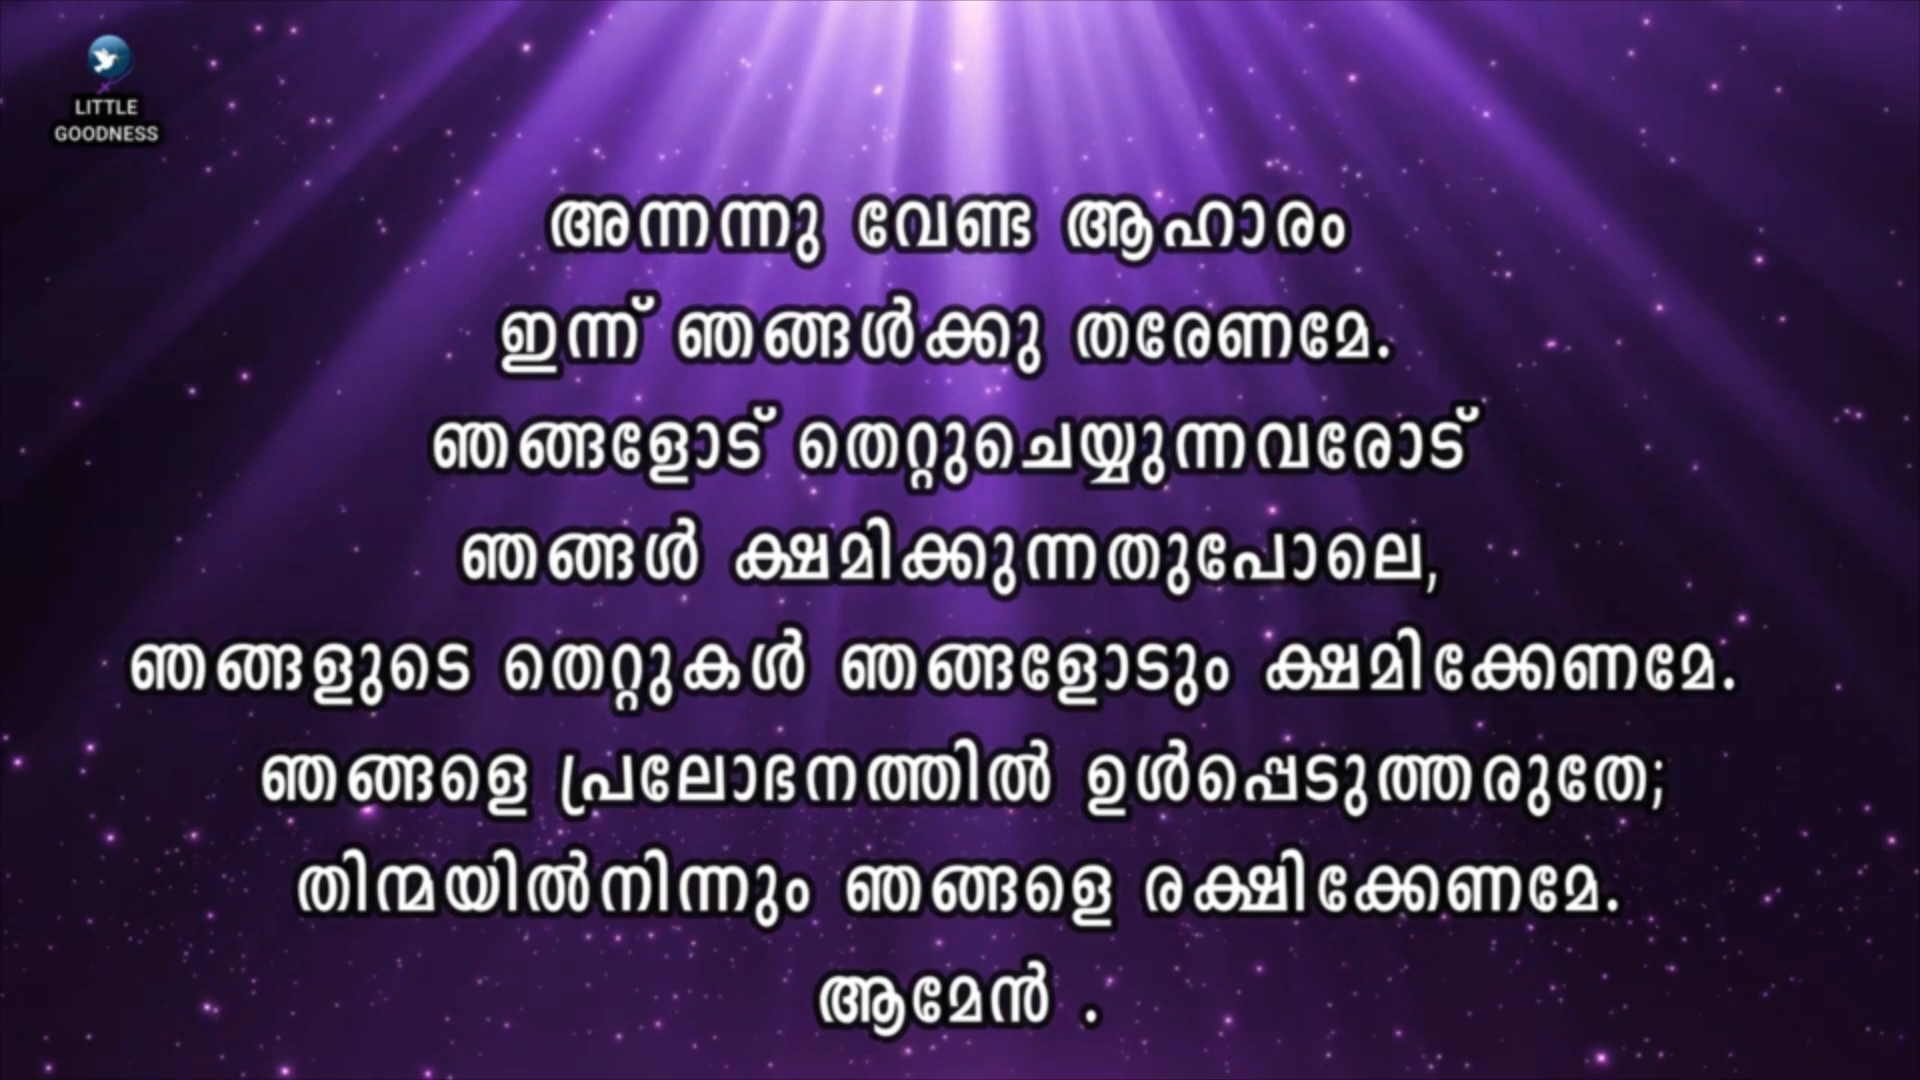 LITTLE
GOODNESS
അന്നന്നു വേണ്ട ആഹാരം
ഇന്ന് ഞങ്ങൾക്കു തരേണമേ.
ഞങ്ങളോട് തെറ്റുചെയ്യുന്നവരോട്
ഞങ്ങൾ ക്ഷമിക്കുന്നതുപോലെ,
ഞങ്ങളുടെ തെറ്റുകൾ ഞങ്ങളോടും ക്ഷമിക്കേണമേ.
ഞങ്ങളെ പ്രലോഭനത്തിൽ ഉൾപ്പെടുത്തരുതേ;
തിന്മയിൽനിന്നും ഞങ്ങളെ രക്ഷിക്കേണമേ.
ആമേൻ .